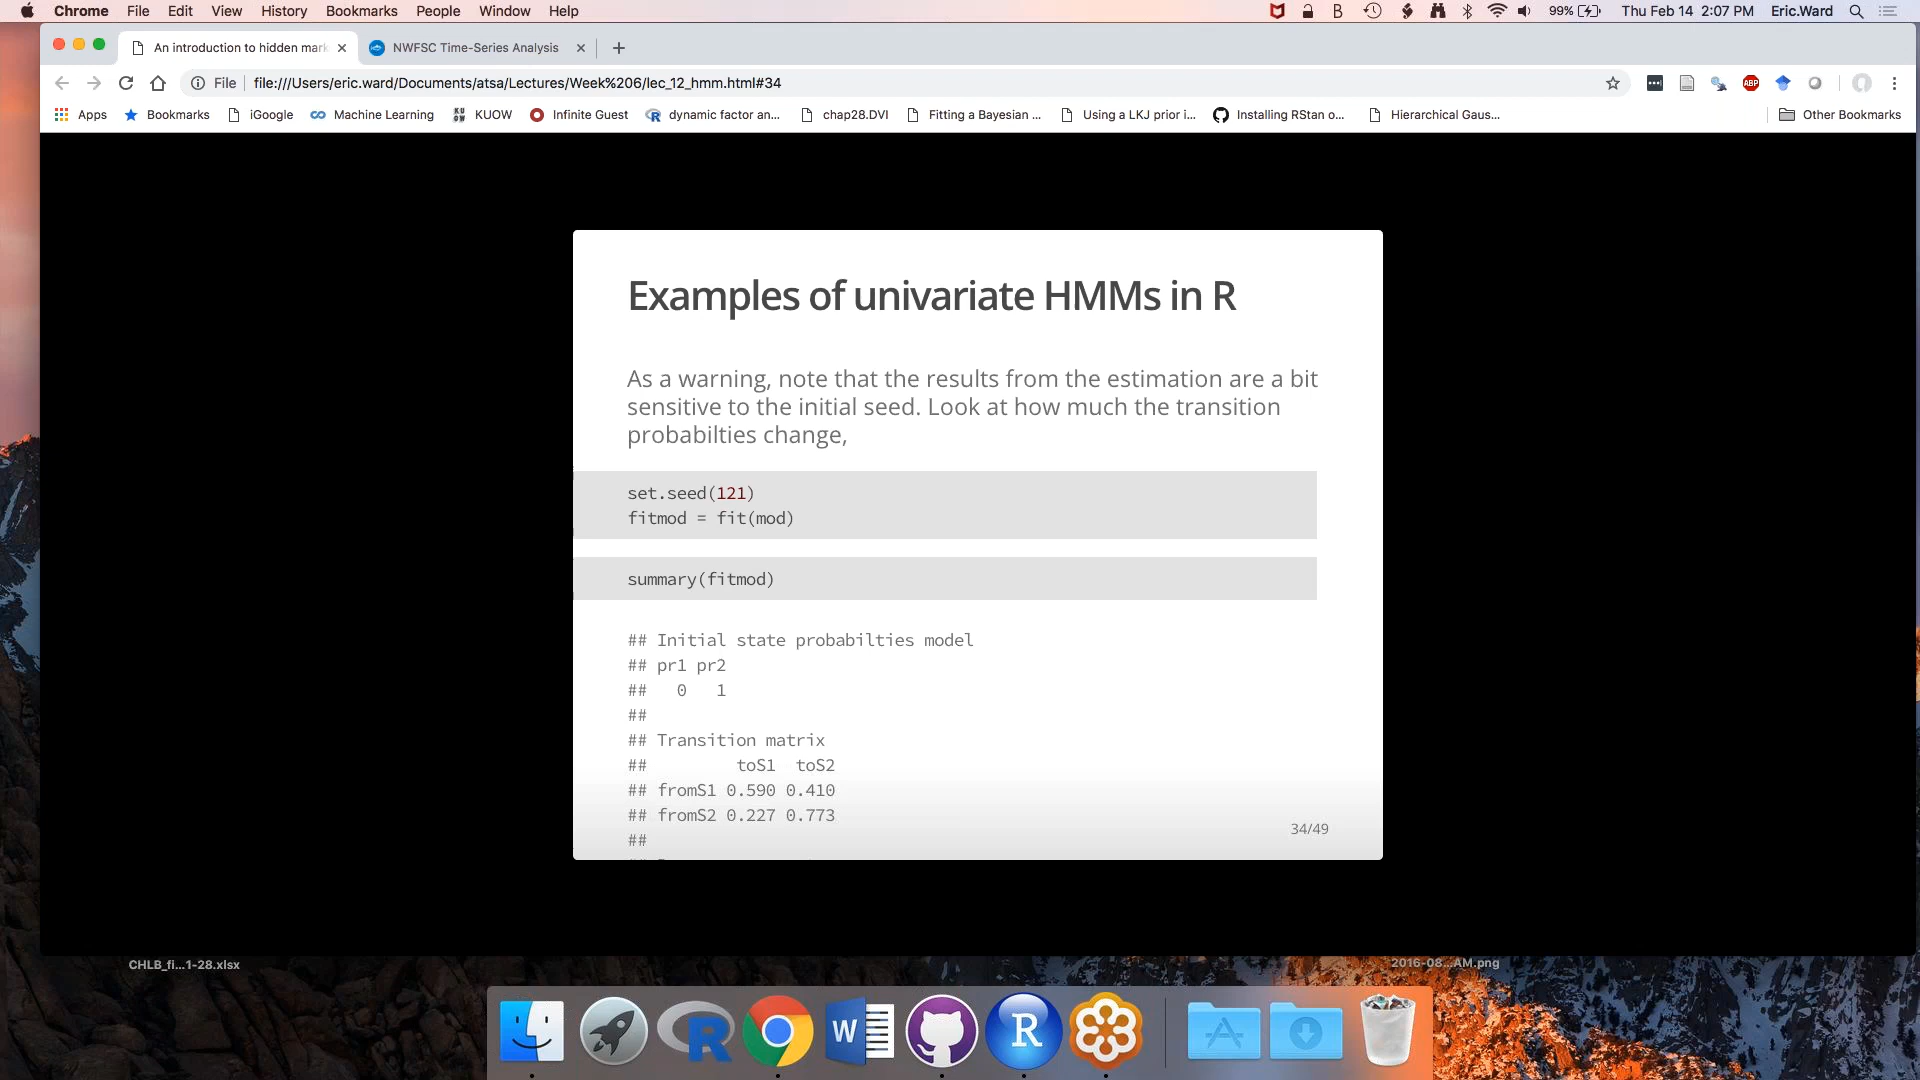 Chrome File Edit View History Bookmarks People Window Help 99% Thu Feb 14 2:07 PM Eric.Ward
An introduction to hidden mark NWFSC Time-Series Analysis
File file:///Users/eric.ward/Documents/atsa/Lectures/Week%206/lec_12_hmm.html#34 ABP
Apps Bookmarks iGoogle Machine Learning KUOW KUOW Infinite Guest dynamic factor an... chap28.DVI Fitting a Bayesian ... Using a LKJ prior i... Installing RStan o... Hierarchical Gaus... Other Bookmarks
Examples of univariate HMMs in R
As a warning, note that the results from the estimation are a bit
sensitive to the initial seed. Look at how much the transition
probabilties change,
set.seed(121)
fitmod = fit(mod)
summary(fitmod)
## Initial state probabilties model
## pr1 pr2
##   0   1
##
## Transition matrix
##         toS1  toS2
## fromS1 0.590 0.410
## fromS2 0.227 0.773
##
34/49
CHLB_fi...1-28.xlsx 2016-08...AM.png
R W R